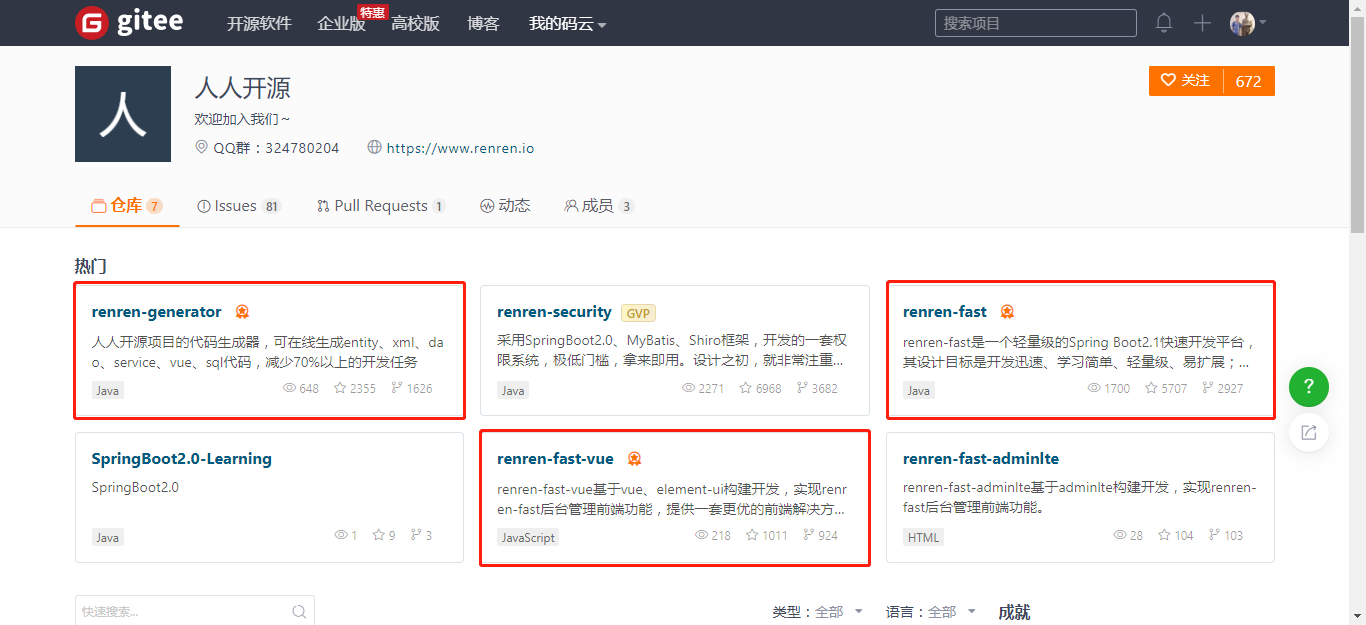 gitee
开源软件
企业版
特惠
高校版
博客
我的码云
搜索项目
人
人人开源
欢迎加入我们～
QQ群：324780204
https://www.renren.io
关注
672
仓库 7
Issues 81
Pull Requests 1
动态
成员 3
热门
renren-generator
人人开源项目的代码生成器，可在线生成entity、xml、da
o、service、vue、sql代码，减少70%以上的开发任务
Java
648
2355
1626
renren-security GVP
采用SpringBoot2.0、MyBatis、Shiro框架，开发的一套权
限系统，极低门槛，拿来即用。设计之初，就非常注重...
Java
2271
6968
3682
renren-fast
renren-fast是一个轻量级的Spring Boot2.1快速开发平台，
其设计目标是开发迅速、学习简单、轻量级、易扩展；...
Java
1700
5707
2927
?
SpringBoot2.0-Learning
SpringBoot2.0
Java
1
9
3
renren-fast-vue
renren-fast-vue基于vue、element-ui构建开发，实现renr
en-fast后台管理前端功能，提供一套更优的前端解决方...
JavaScript
218
1011
924
renren-fast-adminlte
renren-fast-adminlte基于adminlte构建开发，实现renren-
fast后台管理前端功能。
HTML
28
104
103
快速搜索...
类型：全部
语言：全部
成就